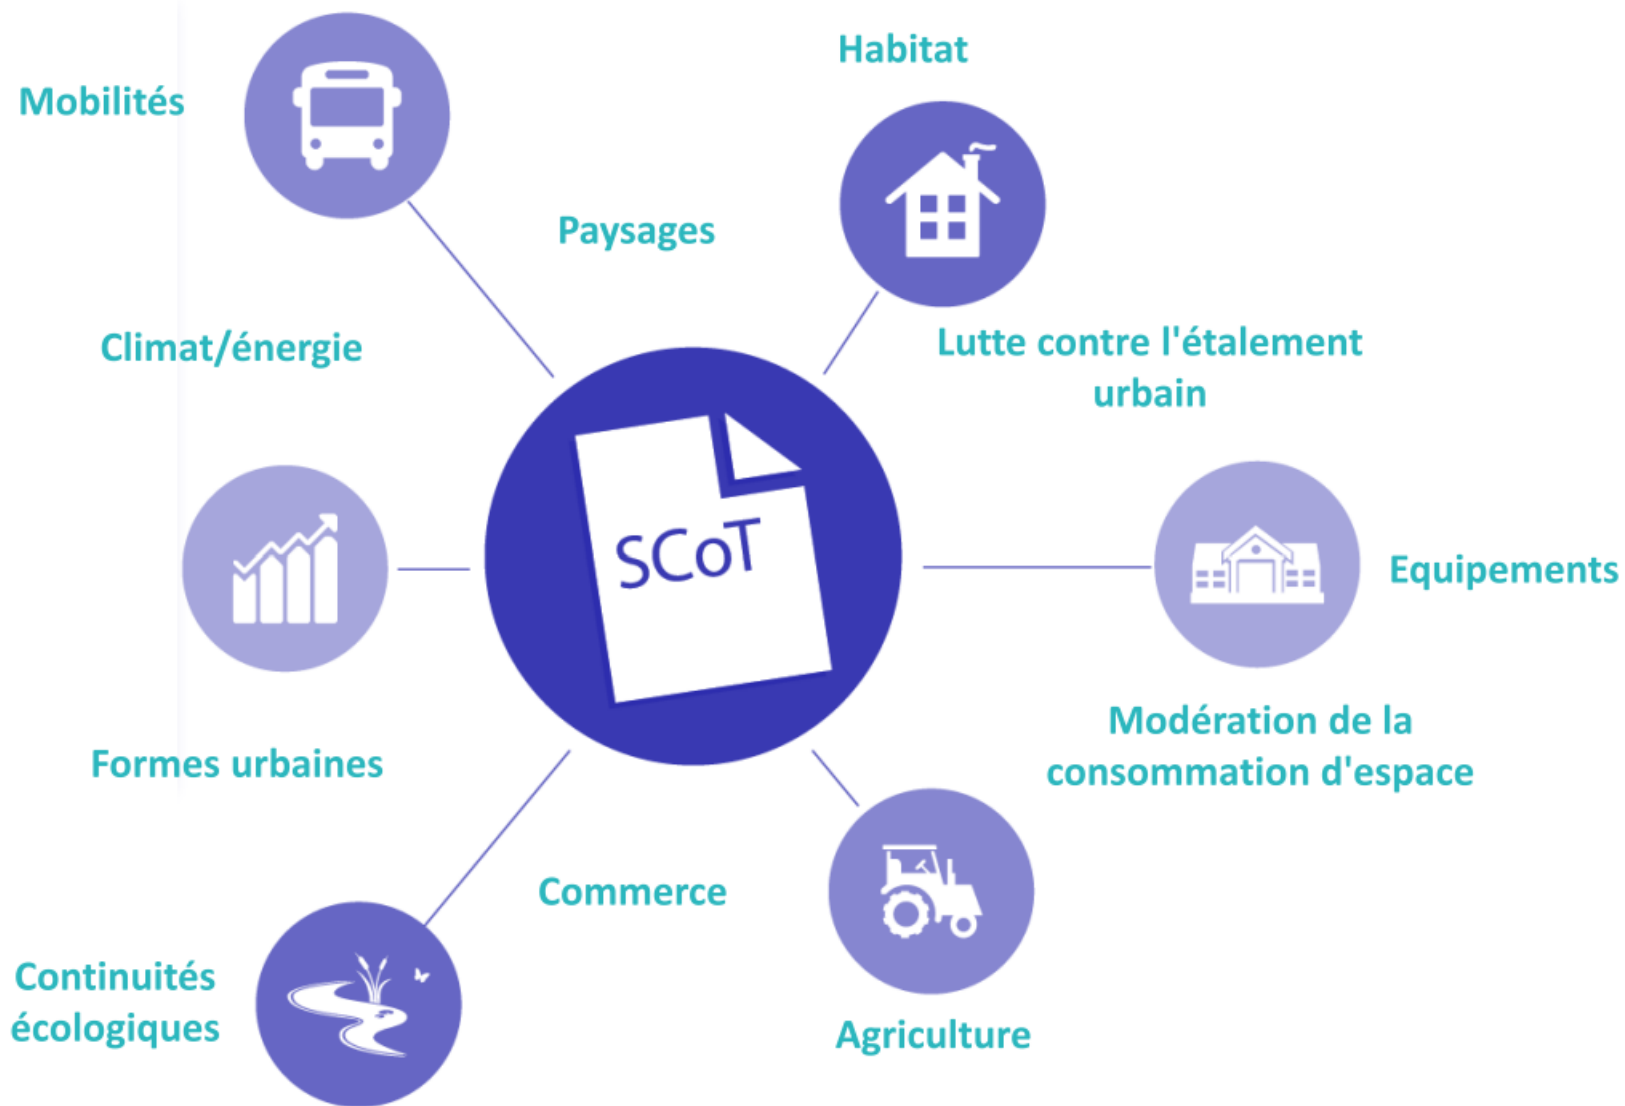 Habitat
Mobilités
Paysages
Climat/énergie
Lutte contre l'étalement
urbain
SCoT
Equipements
Modération de la
consommation d'espace
Formes urbaines
Commerce
Continuités
écologiques
Agriculture